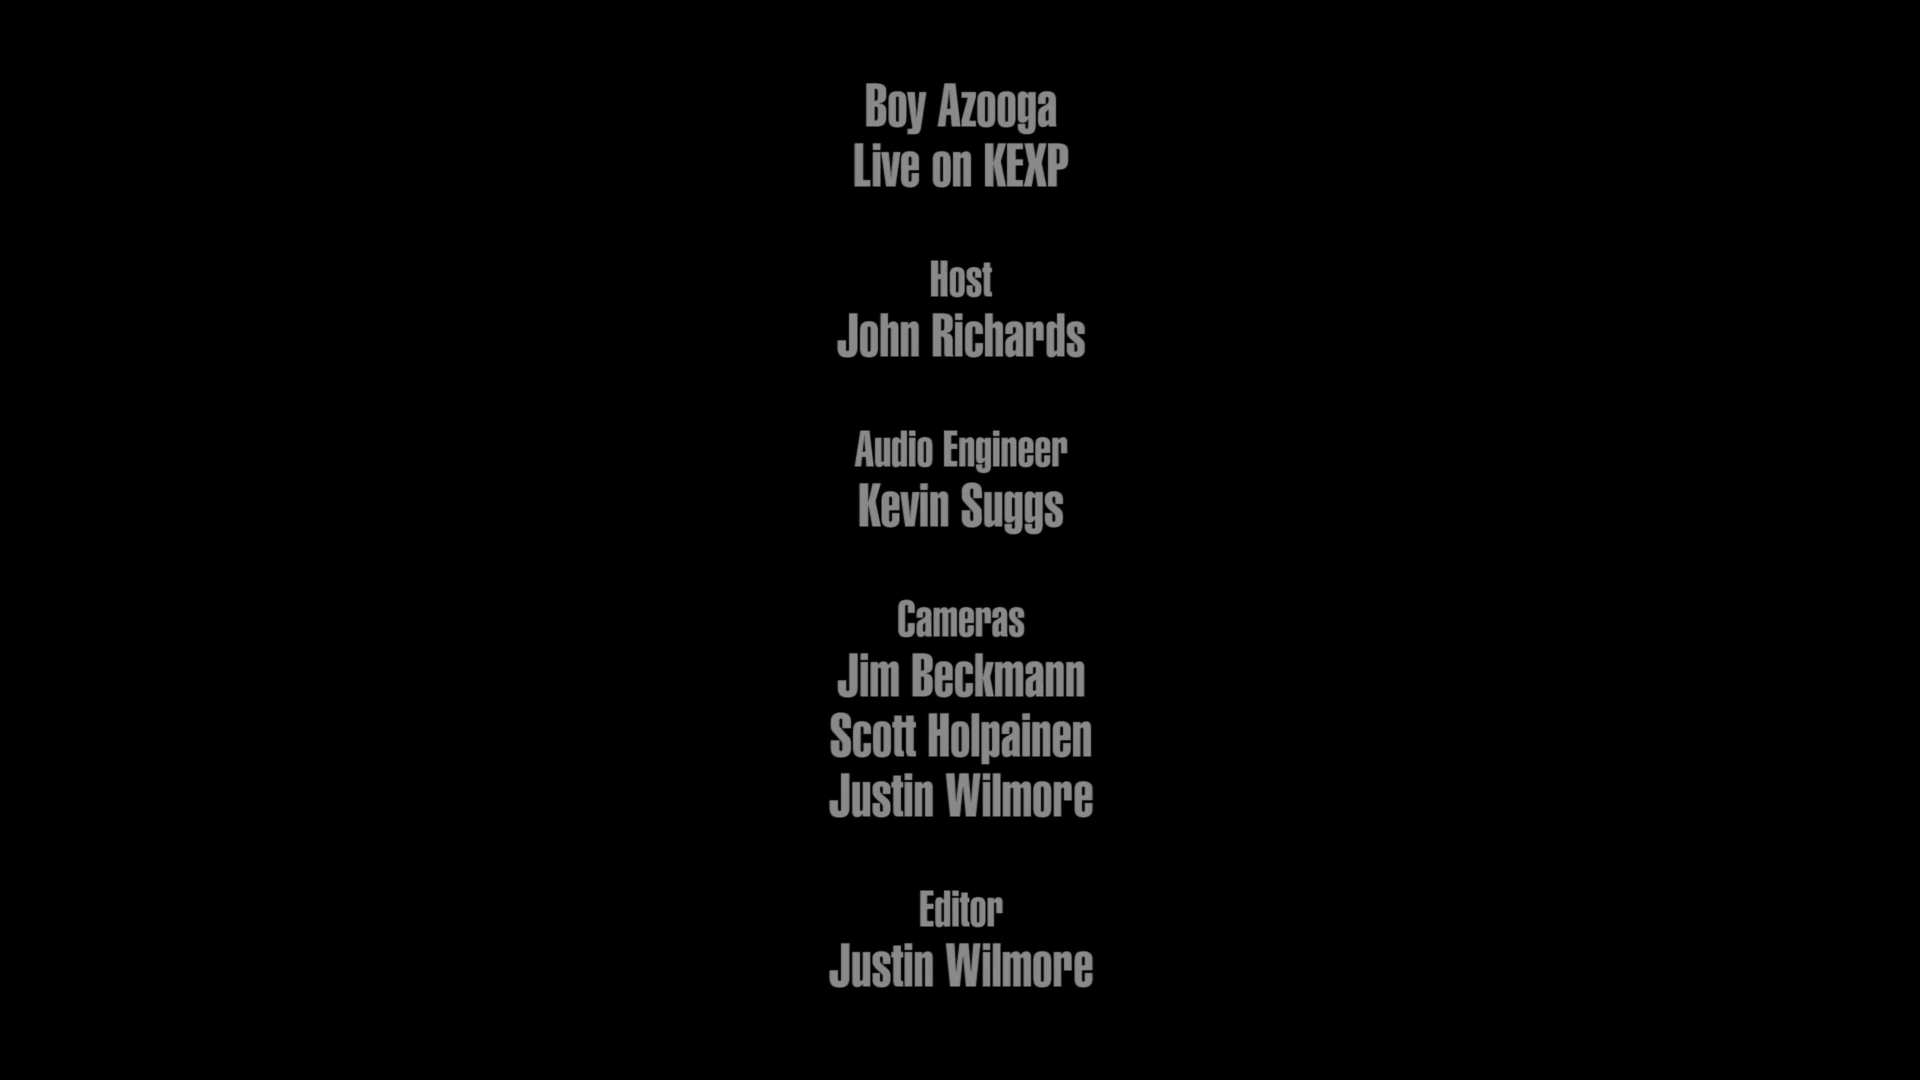 Boy Azooga
Live on KEXP
Host
John Richards
Audio Engineer
Kevin Suggs
Cameras
Jim Beckmann
Scott Holpainen
Justin Wilmore
Editor
Justin Wilmore